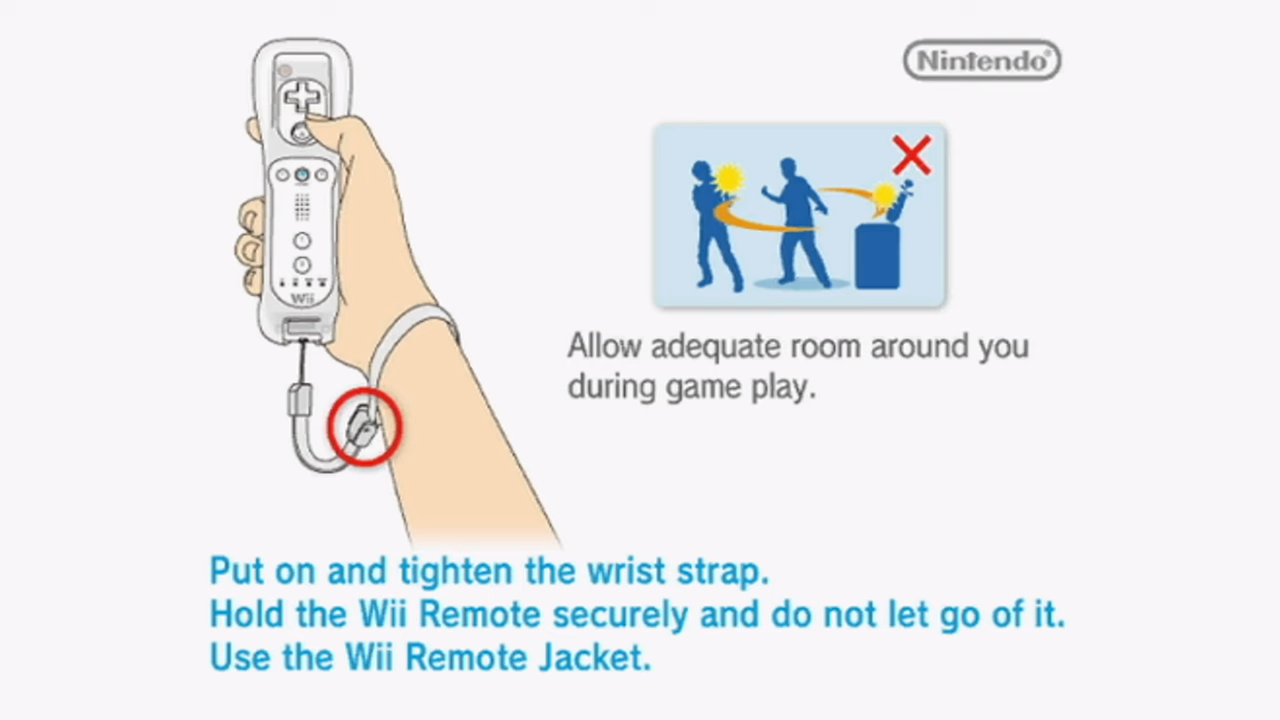 Nintendo®
Wii
Allow adequate room around you
during game play.
Put on and tighten the wrist strap.
Hold the Wii Remote securely and do not let go of it.
Use the Wii Remote Jacket.